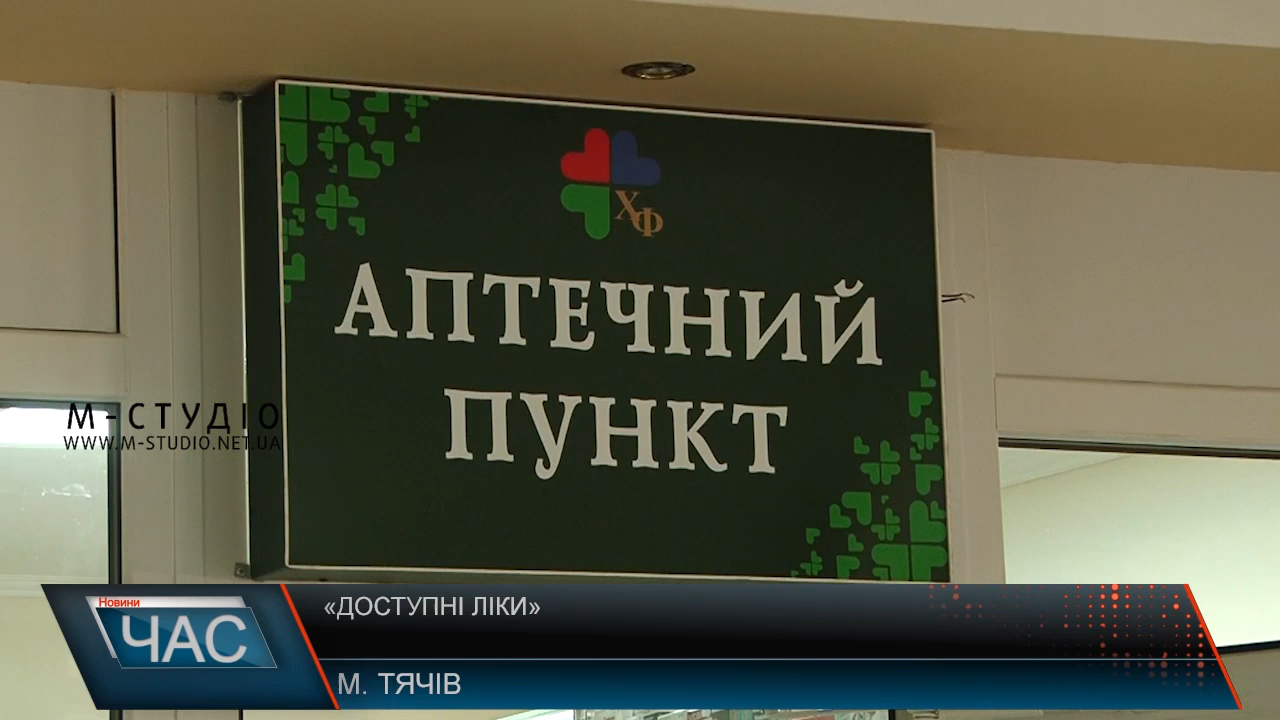 ХФ
АПТЕЧНИЙ
ПУНКТ
М-СТУДІО
WWW.M-STUDIO.NET.UA
Новини
ЧАС
«ДОСТУПНІ ЛІКИ»
М. ТЯЧІВ